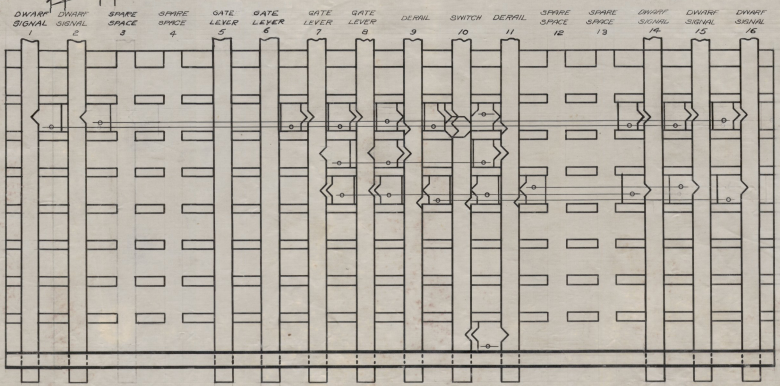 DWARF SIGNAL 1
DWARF SIGNAL 2
SPARE SPACE 3
SPARE SPACE 4
GATE LEVER 5
GATE LEVER 6
GATE LEVER 7
GATE LEVER 8
DERAIL 9
SWITCH 10
DERAIL 11
SPARE SPACE 12
SPARE SPACE 13
DWARF SIGNAL 14
DWARF SIGNAL 15
DWARF SIGNAL 16